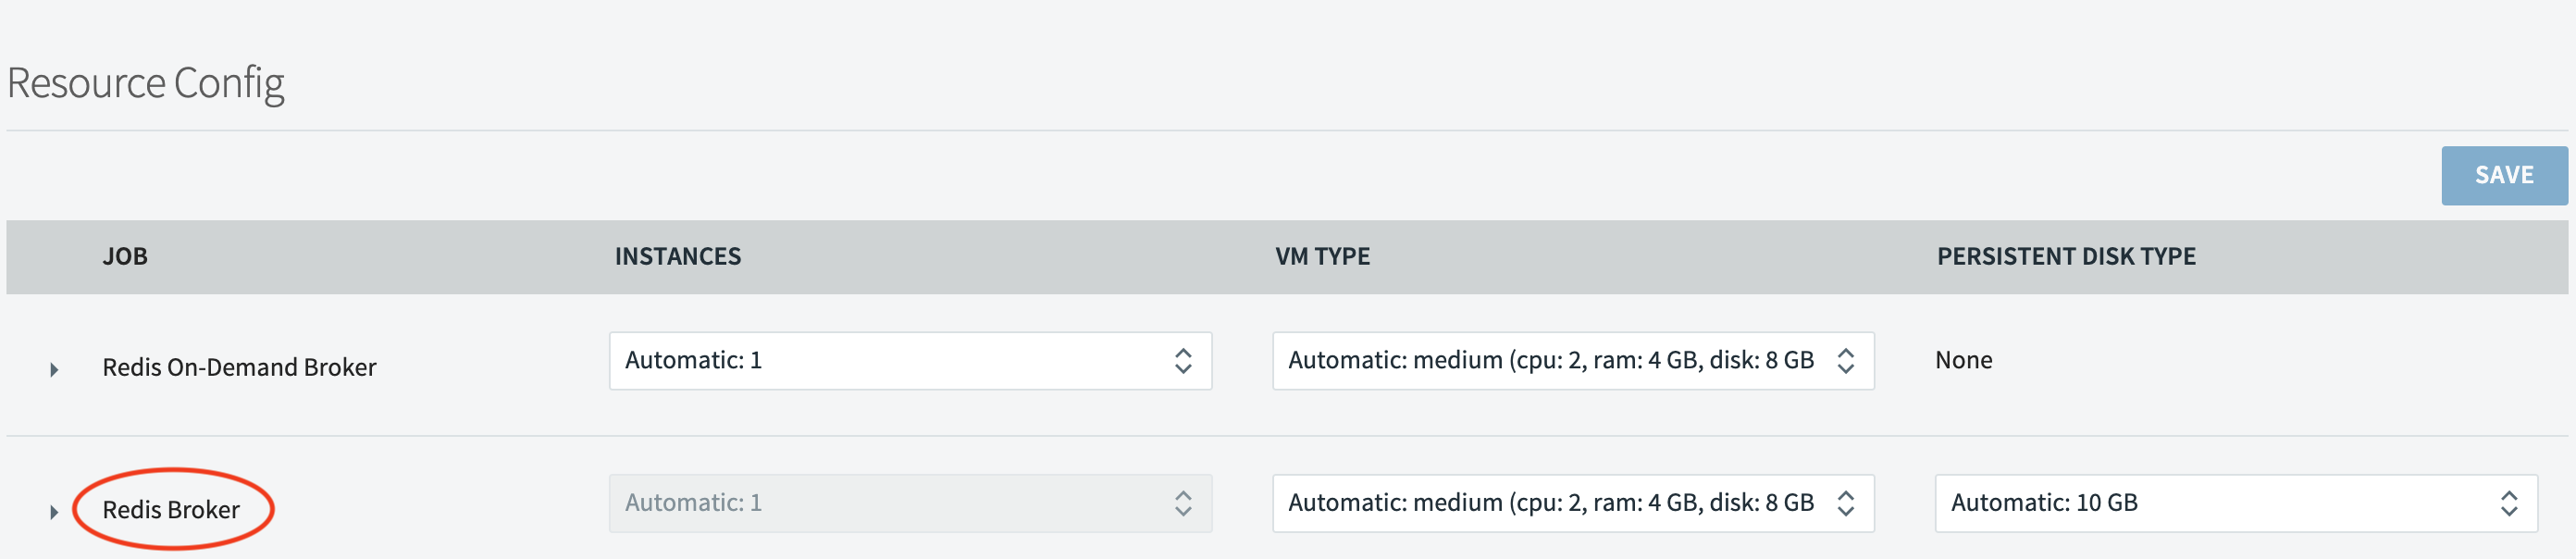 Resource Config
SAVE
JOB INSTANCES VM TYPE PERSISTENT DISK TYPE
Redis On-Demand Broker Automatic: 1 Automatic: medium (cpu: 2, ram: 4 GB, disk: 8 GB None
Redis Broker Automatic: 1 Automatic: medium (cpu: 2, ram: 4 GB, disk: 8 GB Automatic: 10 GB